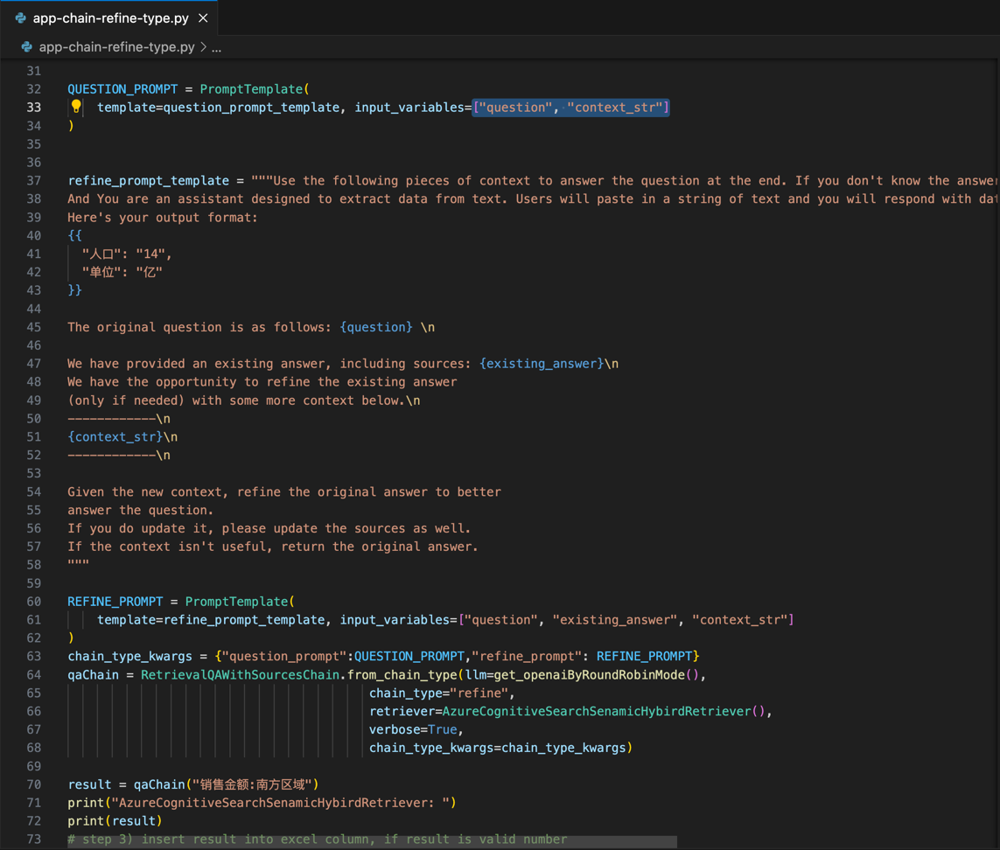 app-chain-refine-type.py ×
app-chain-refine-type.py > ...
31
32 QUESTION_PROMPT = PromptTemplate(
33 template=question_prompt_template, input_variables=["question", "context_str"]
34 )
35
36
37 refine_prompt_template = """Use the following pieces of context to answer the question at the end. If you don't know the answer
38 And You are an assistant designed to extract data from text. Users will paste in a string of text and you will respond with dat
39 Here's your output format:
40 {{
41 "人口": "14",
42 "单位": "亿"
43 }}
44
45 The original question is as follows: {question} \n
46
47 We have provided an existing answer, including sources: {existing_answer}\n
48 We have the opportunity to refine the existing answer
49 (only if needed) with some more context below.\n
50 ------------\n
51 {context_str}\n
52 ------------\n
53
54 Given the new context, refine the original answer to better
55 answer the question.
56 If you do update it, please update the sources as well.
57 If the context isn't useful, return the original answer.
58 """
59
60 REFINE_PROMPT = PromptTemplate(
61 template=refine_prompt_template, input_variables=["question", "existing_answer", "context_str"]
62 )
63 chain_type_kwargs = {"question_prompt":QUESTION_PROMPT,"refine_prompt": REFINE_PROMPT}
64 qaChain = RetrievalQAWithSourcesChain.from_chain_type(llm=get_openaiByRoundRobinMode(),
65 chain_type="refine",
66 retriever=AzureCognitiveSearchSenamicHybirdRetriever(),
67 verbose=True,
68 chain_type_kwargs=chain_type_kwargs)
69
70 result = qaChain("销售金额:南方区域")
71 print("AzureCognitiveSearchSenamicHybirdRetriever: ")
72 print(result)
73 # step 3) insert result into excel column, if result is valid number